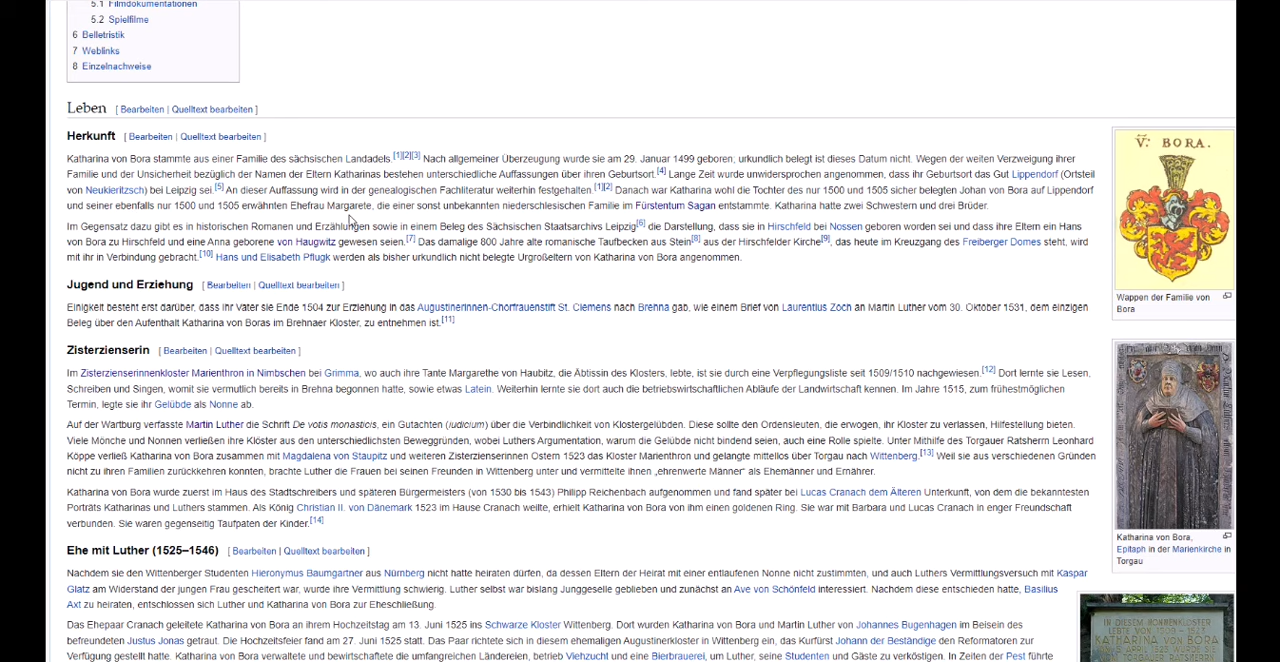 5.1 Filmdokumentationen
5.2 Spielfilme
6 Belletristik
7 Weblinks
8 Einzelnachweise
Leben [ Bearbeiten | Quelltext bearbeiten ]
Herkunft [ Bearbeiten | Quelltext bearbeiten ]
Katharina von Bora stammte aus einer Familie des sächsischen Landadels.[1][2][3] Nach allgemeiner Überzeugung wurde sie am 29. Januar 1499 geboren, urkundlich belegt ist dieses Datum nicht. Wegen der weiten Verzweigung ihrer
Familie und der Unsicherheit bezüglich der Namen der Eltern Katharinas bestehen unterschiedliche Auffassungen über ihren Geburtsort.[4] Lange Zeit wurde unwidersprochen angenommen, dass ihr Geburtsort das Gut Lippendorf (Ortsteil
von Neukieritzsch) bei Leipzig sei.[5] An dieser Auffassung wird in der genealogischen Fachliteratur weiterhin festgehalten.[1][2] Danach war Katharina wohl die Tochter des nur 1500 und 1505 sicher belegten Johan von Bora auf Lippendorf
und seiner ebenfalls nur 1500 und 1505 erwähnten Ehefrau Margarete, die einer sonst unbekannten niederschlesischen Familie im Fürstentum Sagan entstammte. Katharina hatte zwei Schwestern und drei Brüder.
Im Gegensatz dazu gibt es in historischen Romanen und Erzählungen sowie in einem Beleg des Sächsischen Staatsarchivs Leipzig[6] die Darstellung, dass sie in Hirschfeld bei Nossen geboren worden sei und dass ihre Eltern ein Hans
von Bora zu Hirschfeld und eine Anna geborene von Haugwitz gewesen seien.[7] Das damalige 800 Jahre alte romanische Taufbecken aus Stein[8] aus der Hirschfelder Kirche[9], das heute im Kreuzgang des Freiberger Domes steht, wird
mit ihr in Verbindung gebracht.[10] Hans und Elisabeth Pflugk werden als bisher urkundlich nicht belegte Urgroßeltern von Katharina von Bora angenommen.
Jugend und Erziehung [ Bearbeiten | Quelltext bearbeiten ]
Einigkeit besteht erst darüber, dass ihr Vater sie Ende 1504 zur Erziehung in das Augustinerinnen-Chorfrauenstift St. Clemens nach Brehna gab, wie einem Brief von Laurentius Zoch an Martin Luther vom 30. Oktober 1531, dem einzigen
Beleg über den Aufenthalt Katharina von Boras im Brehnaer Kloster, zu entnehmen ist.[11]
Zisterzienserin [ Bearbeiten | Quelltext bearbeiten ]
Im Zisterzienserinnenkloster Marienthron in Nimbschen bei Grimma, wo auch ihre Tante Margarethe von Haubitz, die Äbtissin des Klosters, lebte, ist sie durch eine Verpflegungsliste seit 1509/1510 nachgewiesen.[12] Dort lernte sie Lesen,
Schreiben und Singen, womit sie vermutlich bereits in Brehna begonnen hatte, sowie etwas Latein. Weiterhin lernte sie dort auch die betriebswirtschaftlichen Abläufe der Landwirtschaft kennen. Im Jahre 1515, zum frühestmöglichen
Termin, legte sie ihr Gelübde als Nonne ab.
Auf der Wartburg verfasste Martin Luther die Schrift De votis monasticis, ein Gutachten (iudicium) über die Verbindlichkeit von Klostergelübden. Diese sollte den Ordensleuten, die erwogen, ihr Kloster zu verlassen, Hilfestellung bieten.
Viele Mönche und Nonnen verließen ihre Klöster aus den unterschiedlichsten Beweggründen, wobei Luthers Argumentation, warum die Gelübde nicht bindend seien, auch eine Rolle spielte. Unter Mithilfe des Torgauer Ratsherrn Leonhard
Köppe verließ Katharina von Bora zusammen mit Magdalena von Staupitz und weiteren Zisterzienserinnen Ostern 1523 das Kloster Marienthron und gelangte mittellos über Torgau nach Wittenberg.[13] Weil sie aus verschiedenen Gründen
nicht zu ihren Familien zurückkehren konnten, brachte Luther die Frauen bei seinen Freunden in Wittenberg unter und vermittelte ihnen „ehrenwerte Männer“ als Ehemänner und Ernährer.
Katharina von Bora wurde zuerst im Haus des Stadtschreibers und späteren Bürgermeisters (von 1530 bis 1543) Philipp Reichenbach aufgenommen und fand später bei Lucas Cranach dem Älteren Unterkunft, von dem die bekanntesten
Porträts Katharinas und Luthers stammen. Als König Christian II. von Dänemark 1523 im Hause Cranach weilte, erhielt Katharina von Bora von ihm einen goldenen Ring. Sie war mit Barbara und Lucas Cranach in enger Freundschaft
verbunden. Sie waren gegenseitig Taufpaten der Kinder.[14]
Ehe mit Luther (1525–1546) [ Bearbeiten | Quelltext bearbeiten ]
Nachdem sie den Wittenberger Studenten Hieronymus Baumgartner aus Nürnberg nicht hatte heiraten dürfen, da dessen Eltern der Heirat mit einer entlaufenen Nonne nicht zustimmten, und auch Luthers Vermittlungsversuch mit Kaspar
Glatz am Widerstand der jungen Frau gescheitert war, wurde ihre Vermittlung schwierig. Luther selbst war bislang Junggeselle geblieben und zunächst an Ave von Schönfeld interessiert. Nachdem diese entschieden hatte, Basilius
Axt zu heiraten, entschlossen sich Luther und Katharina von Bora zur Eheschließung.
Das Ehepaar Cranach geleitete Katharina von Bora an ihrem Hochzeitstag am 13. Juni 1525 ins Schwarze Kloster Wittenberg. Dort wurden Katharina von Bora und Martin Luther von Johannes Bugenhagen im Beisein des
befreundeten Justus Jonas getraut. Die Hochzeitsfeier fand am 27. Juni 1525 statt. Das Paar richtete sich in diesem ehemaligen Augustinerkloster in Wittenberg ein, das Kurfürst Johann der Beständige den Reformatoren zur
Verfügung gestellt hatte. Katharina von Bora verwaltete und bewirtschaftete die umfangreichen Ländereien, betrieb Viehzucht und eine Bierbrauerei, um Luther, seine Studenten und Gäste zu verköstigen. In Zeiten der Pest führte
V: BORA.
Wappen der Familie von
Bora
Katharina von Bora,
Epitaph in der Marienkirche in
Torgau
IN DIESEM NONNENKLOSTER
LEBTE VON 1509 – 1523
KATHARINA VON BORA